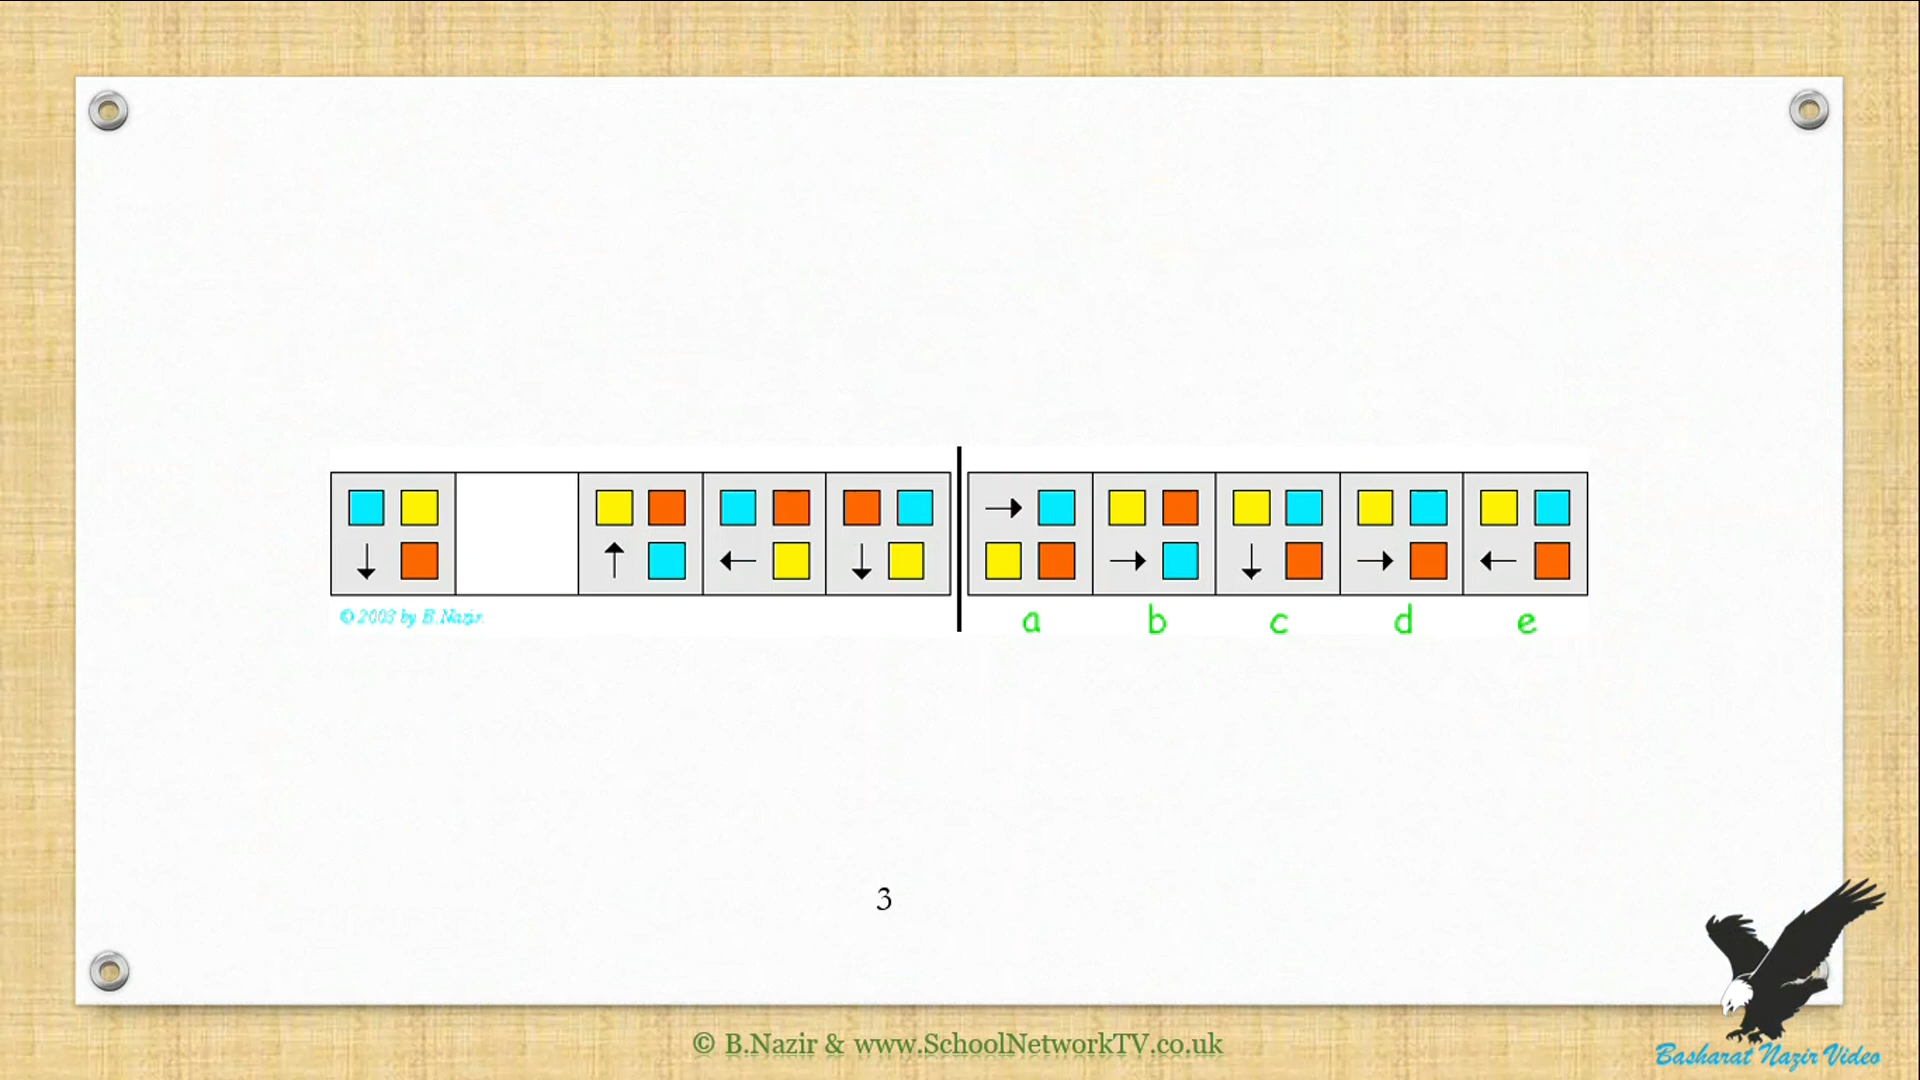 © 2003 by B.Nazir.
a b c d e
3
© B.Nazir & www.SchoolNetworkTV.co.uk
Basharat Nazir Video